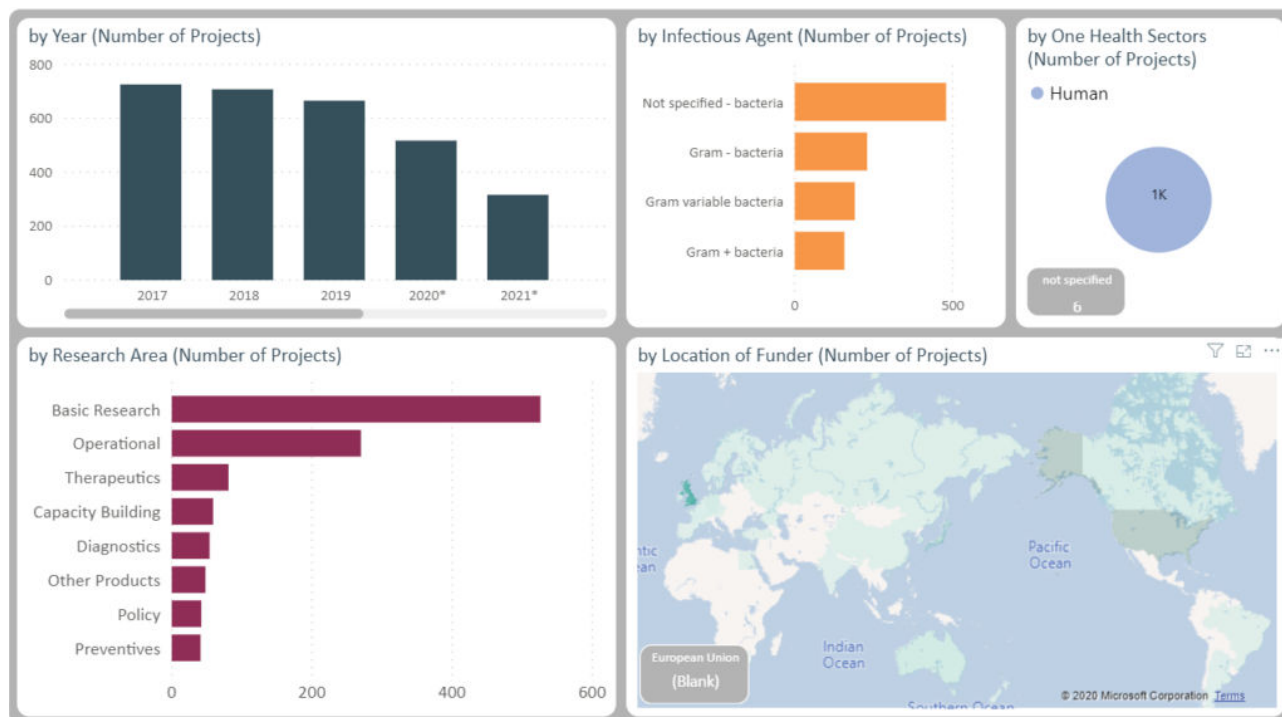 by Year (Number of Projects)
800
600
400
200
0
2017
2018
2019
2020*
2021*
by Infectious Agent (Number of Projects)
Not specified - bacteria
Gram - bacteria
Gram variable bacteria
Gram + bacteria
0
500
by One Health Sectors
(Number of Projects)
Human
1K
not specified
6
by Research Area (Number of Projects)
Basic Research
Operational
Therapeutics
Capacity Building
Diagnostics
Other Products
Policy
Preventives
0
200
400
600
by Location of Funder (Number of Projects)
ntic
ean
Pacific
Ocean
Indian
Ocean
Southern Ocean
European Union
(Blank)
© 2020 Microsoft Corporation Terms